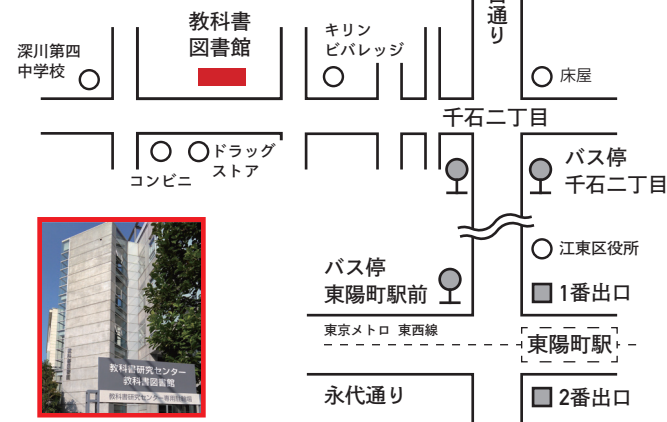 通り
教科書
図書館
キリン
ビバレッジ
深川第四
中学校
床屋
千石二丁目
ドラッグ
ストア
コンビニ
バス停
千石二丁目
江東区役所
バス停
東陽町駅前
1番出口
東京メトロ 東西線
東陽町駅
永代通り
2番出口
教科書研究センター
教科書図書館